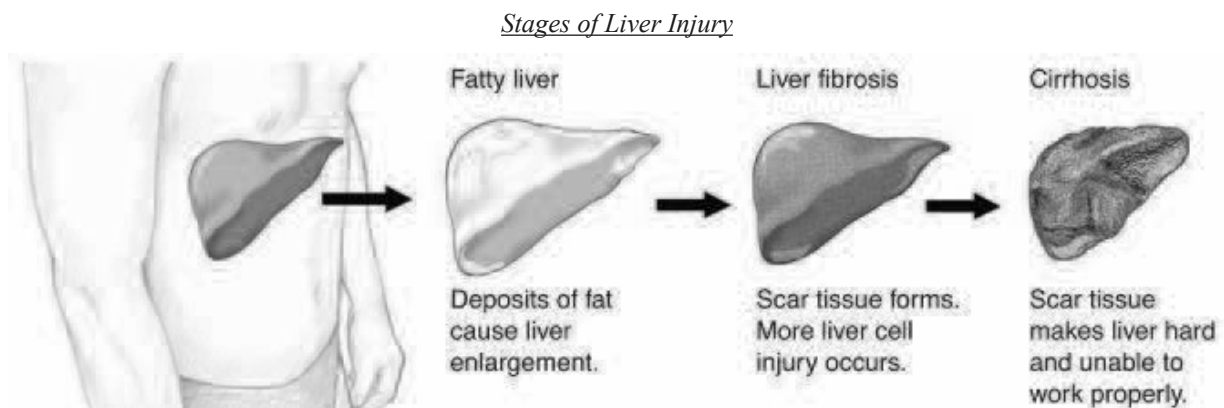 Stages of Liver Injury
Fatty liver
Deposits of fat
cause liver
enlargement.
Liver fibrosis
Scar tissue forms.
More liver cell
injury occurs.
Cirrhosis
Scar tissue
makes liver hard
and unable to
work properly.